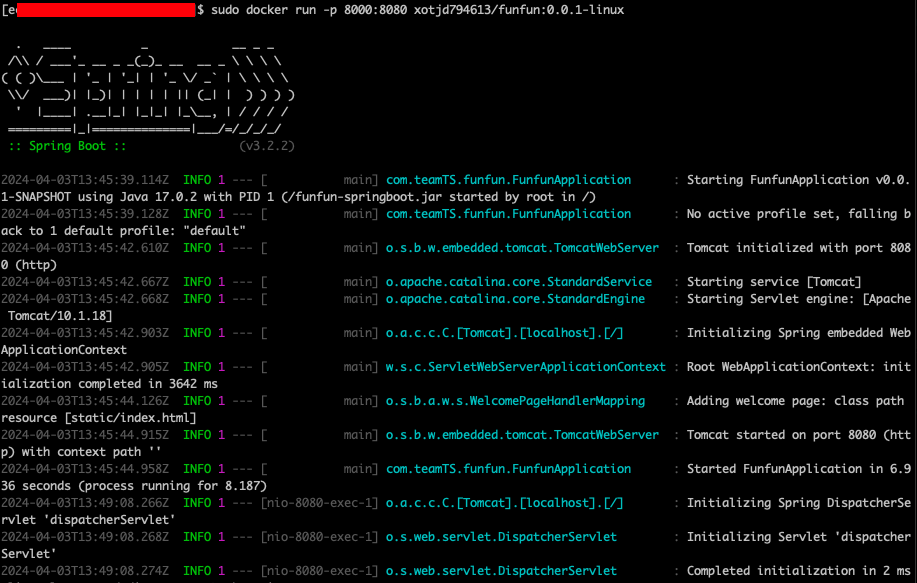 [e $ sudo docker run -p 8000:8080 xotjd794613/funfun:0.0.1-linux
  .   ____          _            __ _ _
 /\\ / ___'_ __ _ _(_)_ __  __ _ \ \ \ \
( ( )\___ | '_ | '_| | '_ \/ _` | \ \ \ \
 \\/  ___)| |_)| | | | | || (_| |  ) ) ) )
  '  |____| .__|_| |_|_| |_\__, | / / / /
 =========|_|==============|___/=/_/_/_/
 :: Spring Boot ::                (v3.2.2)
2024-04-03T13:45:39.114Z  INFO 1 --- [           main] com.teamTS.funfun.FunfunApplication      : Starting FunfunApplication v0.0.
1-SNAPSHOT using Java 17.0.2 with PID 1 (/funfun-springboot.jar started by root in /)
2024-04-03T13:45:39.128Z  INFO 1 --- [           main] com.teamTS.funfun.FunfunApplication      : No active profile set, falling b
ack to 1 default profile: "default"
2024-04-03T13:45:42.610Z  INFO 1 --- [           main] o.s.b.w.embedded.tomcat.TomcatWebServer  : Tomcat initialized with port 808
0 (http)
2024-04-03T13:45:42.667Z  INFO 1 --- [           main] o.apache.catalina.core.StandardService   : Starting service [Tomcat]
2024-04-03T13:45:42.668Z  INFO 1 --- [           main] o.apache.catalina.core.StandardEngine    : Starting Servlet engine: [Apache
 Tomcat/10.1.18]
2024-04-03T13:45:42.903Z  INFO 1 --- [           main] o.a.c.c.C.[Tomcat].[localhost].[/]       : Initializing Spring embedded Web
ApplicationContext
2024-04-03T13:45:42.905Z  INFO 1 --- [           main] w.s.c.ServletWebServerApplicationContext : Root WebApplicationContext: init
ialization completed in 3642 ms
2024-04-03T13:45:44.126Z  INFO 1 --- [           main] o.s.b.a.w.s.WelcomePageHandlerMapping    : Adding welcome page: class path 
resource [static/index.html]
2024-04-03T13:45:44.915Z  INFO 1 --- [           main] o.s.b.w.embedded.tomcat.TomcatWebServer  : Tomcat started on port 8080 (htt
p) with context path ''
2024-04-03T13:45:44.958Z  INFO 1 --- [           main] com.teamTS.funfun.FunfunApplication      : Started FunfunApplication in 6.9
36 seconds (process running for 8.187)
2024-04-03T13:49:08.266Z  INFO 1 --- [nio-8080-exec-1] o.a.c.c.C.[Tomcat].[localhost].[/]       : Initializing Spring DispatcherSe
rvlet 'dispatcherServlet'
2024-04-03T13:49:08.268Z  INFO 1 --- [nio-8080-exec-1] o.s.web.servlet.DispatcherServlet        : Initializing Servlet 'dispatcher
Servlet'
2024-04-03T13:49:08.274Z  INFO 1 --- [nio-8080-exec-1] o.s.web.servlet.DispatcherServlet        : Completed initialization in 2 ms